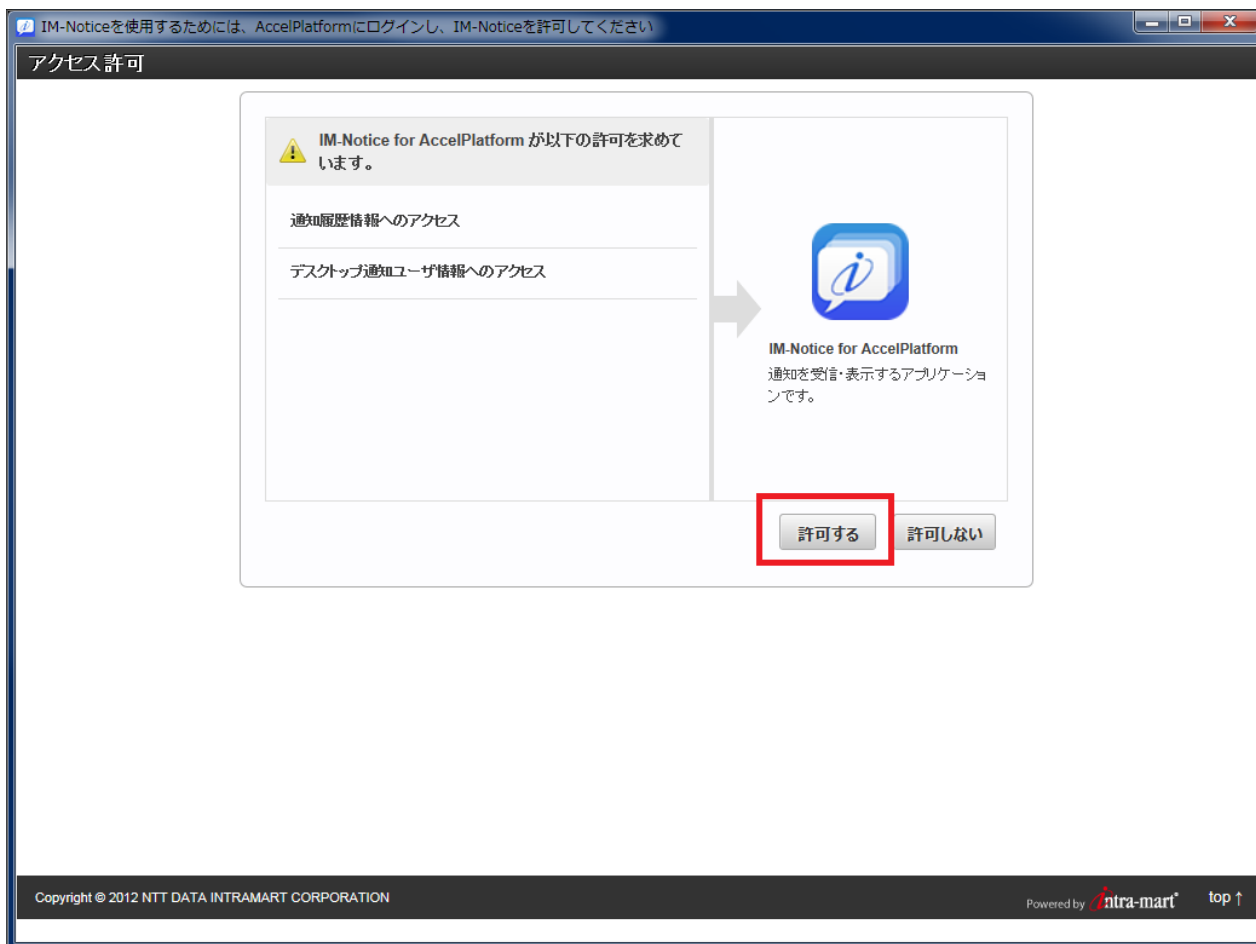 IM-Noticeを使用するためには、AccelPlatformにログインし、IM-Noticeを許可してください
アクセス許可
IM-Notice for AccelPlatform が以下の許可を求めて
います。
通知履歴情報へのアクセス
デスクトップ通知ユーザ情報へのアクセス
IM-Notice for AccelPlatform
通知を受信・表示するアプリケーショ
ンです。
許可する 許可しない
Copyright © 2012 NTT DATA INTRAMART CORPORATION
Powered by intra-mart® top ↑